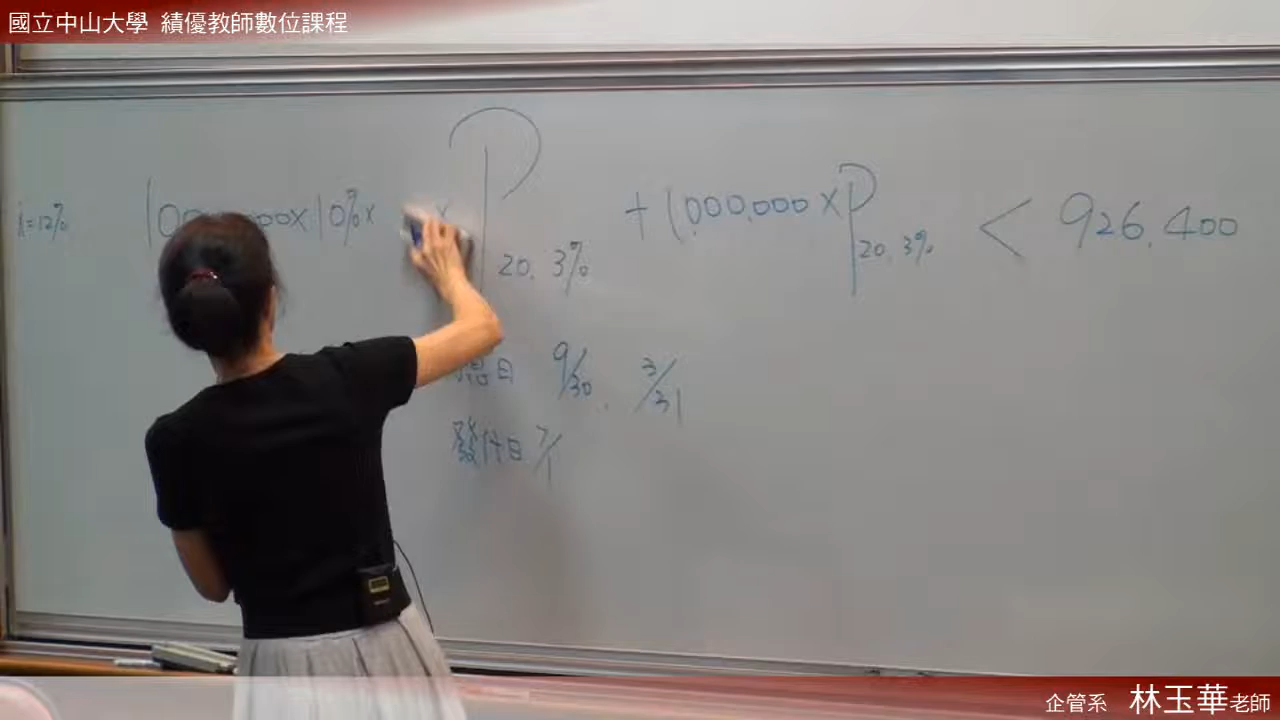 國立中山大學 績優教師數位課程
i=12%
000x10%x x P 20, 3% + 1,000,000 x P 20, 3% < 926,400
息日 9/30 . 3/31
發付日 7/1
企管系 林玉華老師